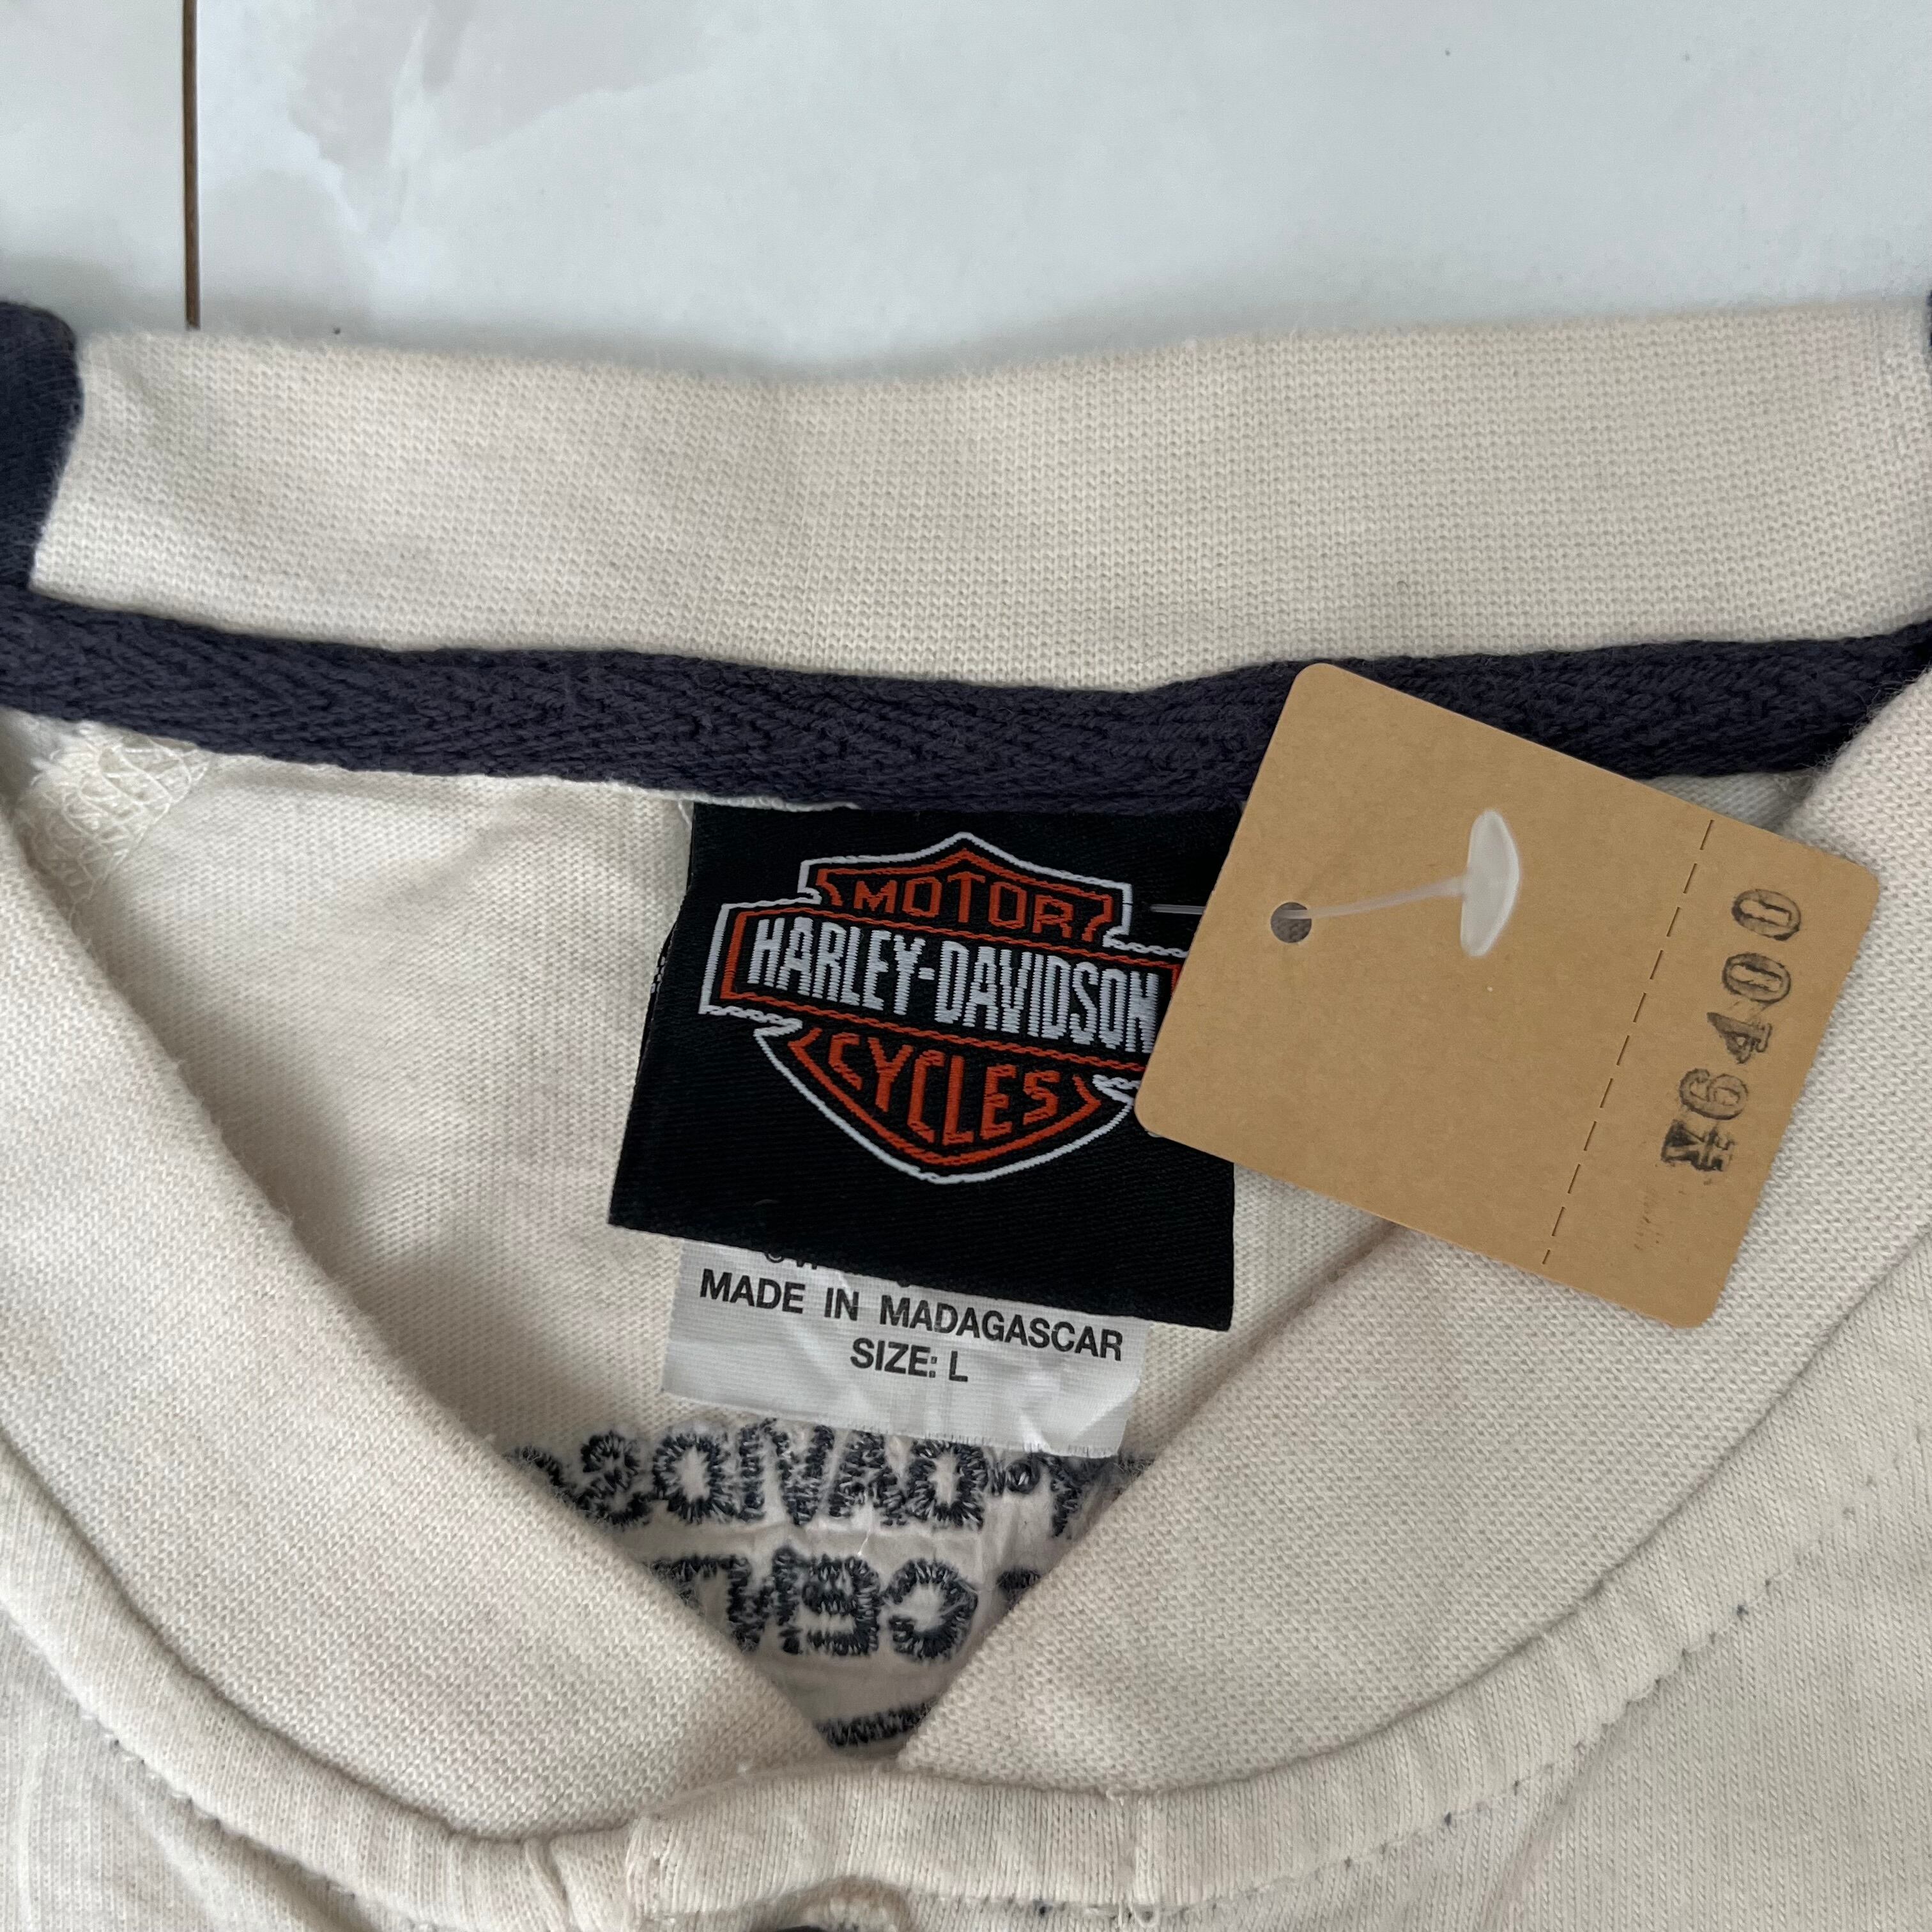 MOTOR
HARLEY-DAVIDSON
CYCLES
¥6400
MADE IN MADAGASCAR
SIZE: L